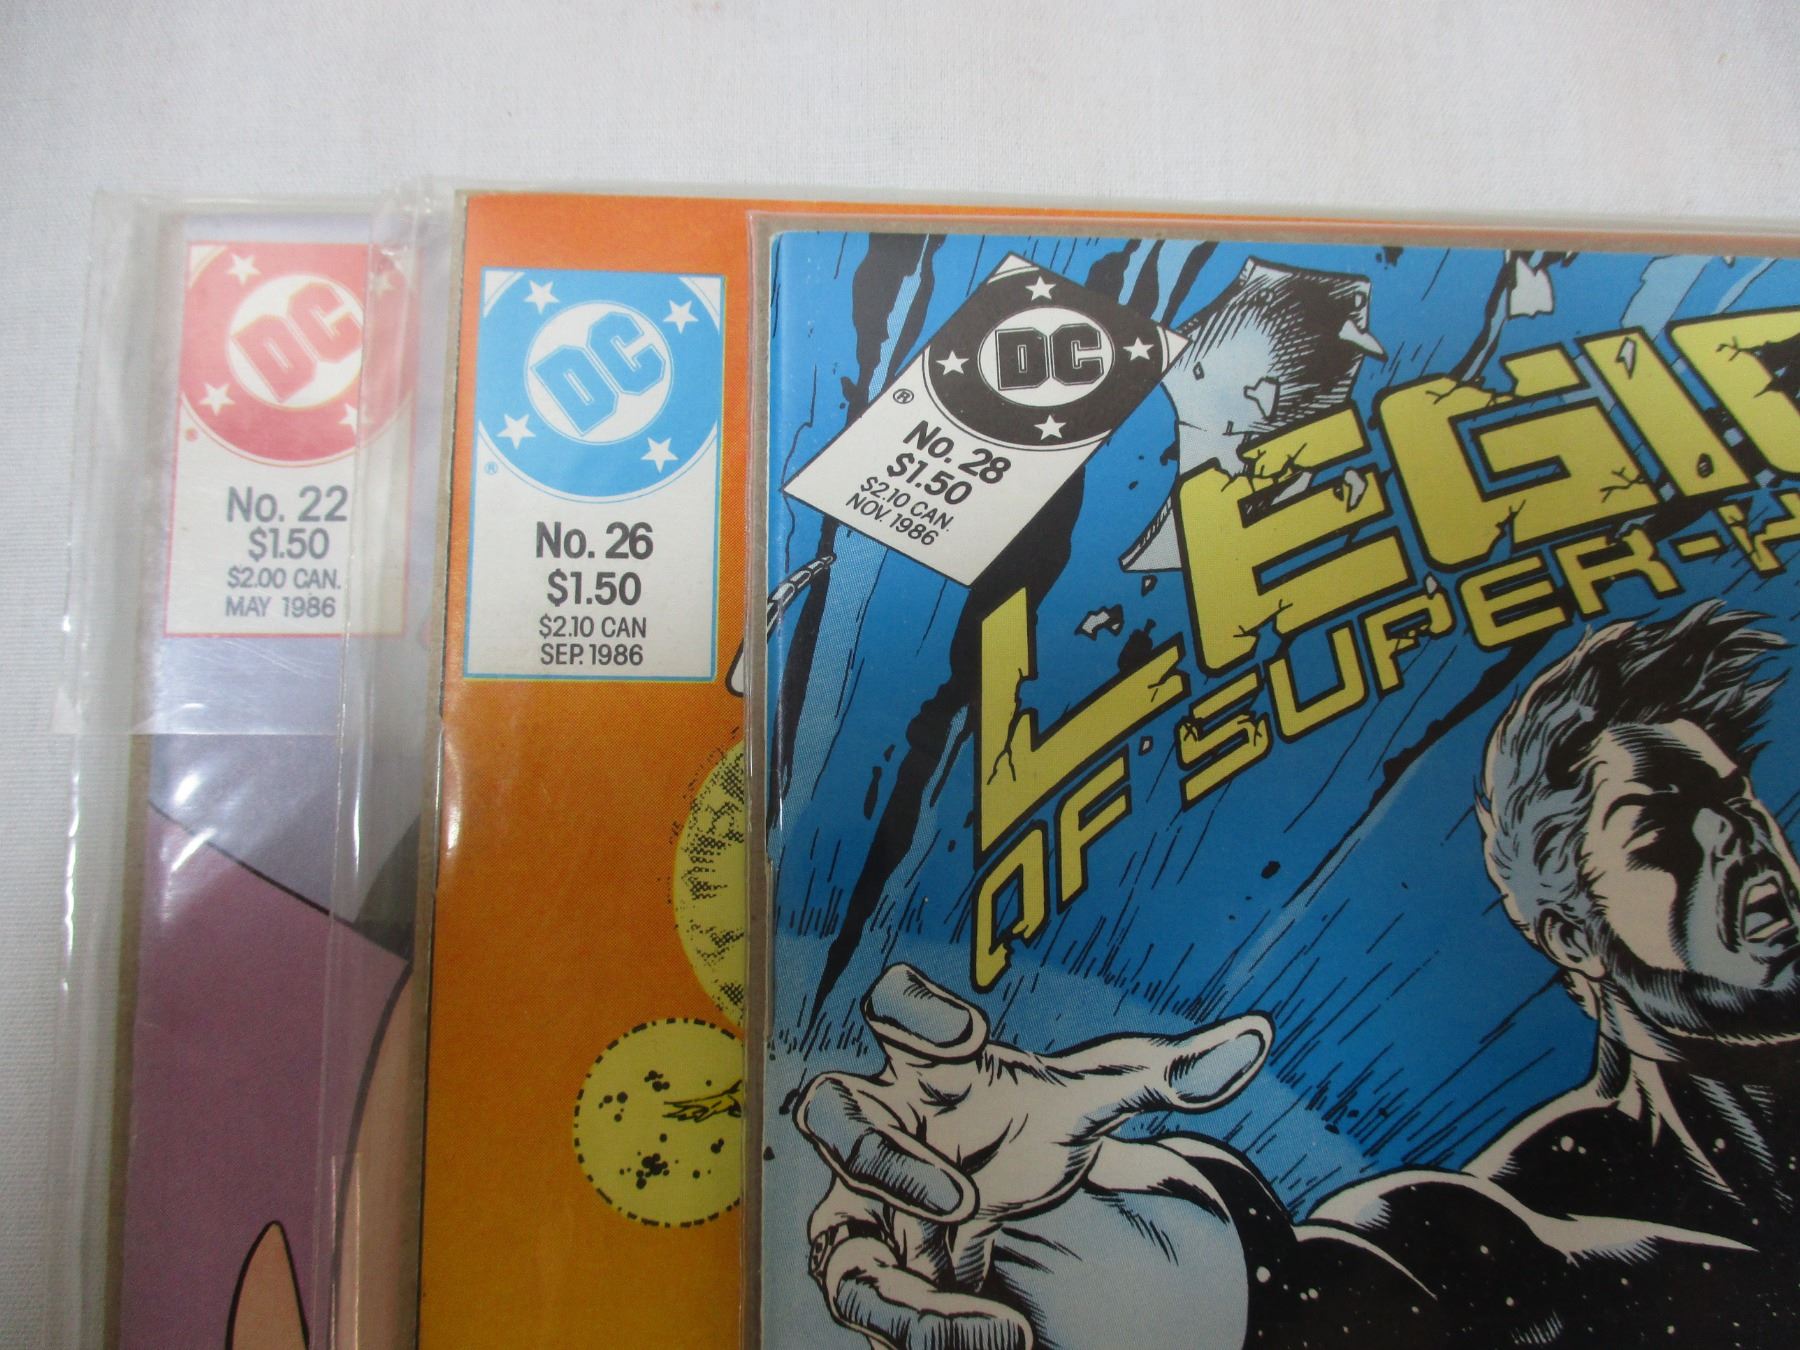 DC
®
No. 22
$1.50
$2.00 CAN.
MAY 1986
DC
®
No. 26
$1.50
$2.10 CAN
SEP. 1986
DC
®
No. 28
$1.50
$2.10 CAN.
NOV. 1986
OF SUPER-